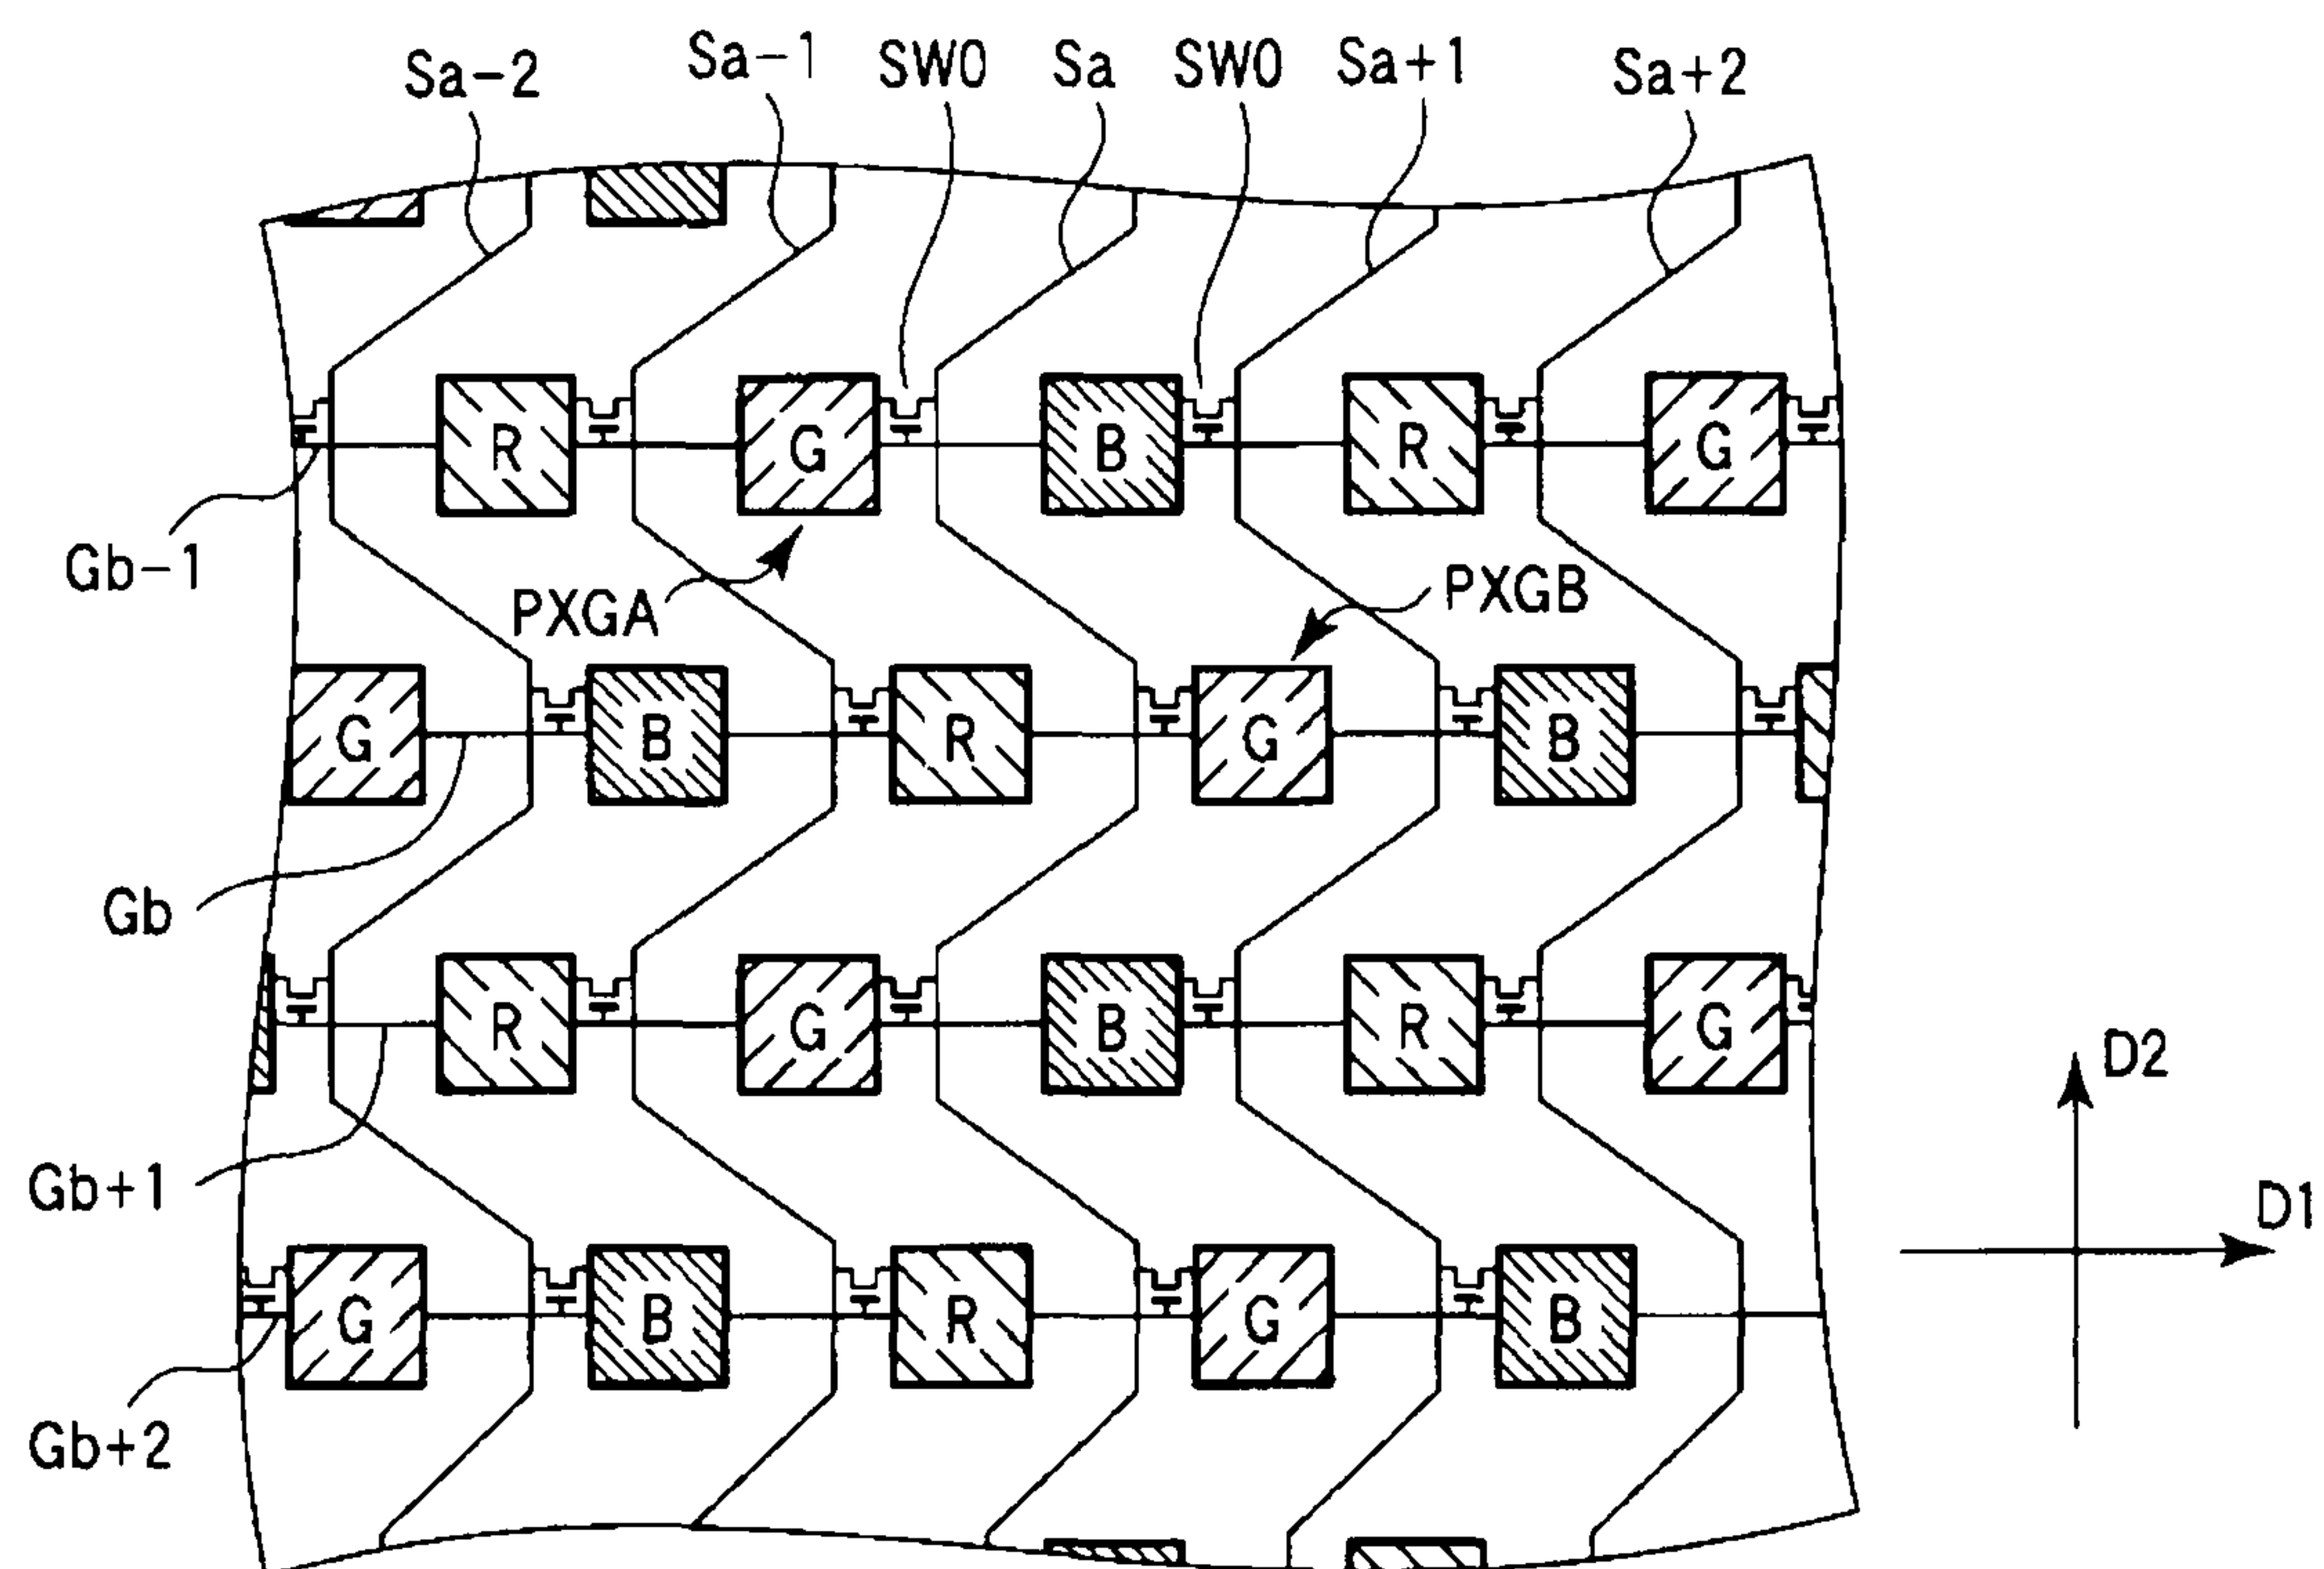 Sa-2 Sa-1 SW0 Sa SW0 Sa+1 Sa+2
R G B R G
Gb-1
PXGA PXGB
G B R G B
Gb
R G B R G
D2
Gb+1
D1
G B R G B
Gb+2